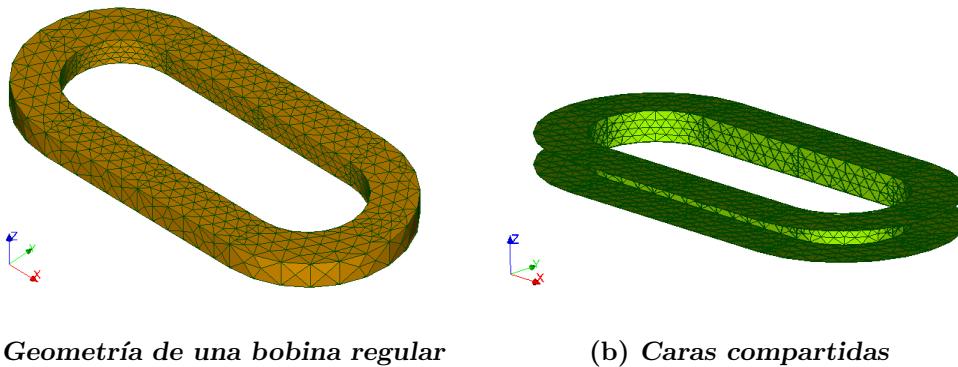 Z
Y
X
Z
Y
X
Geometría de una bobina regular
(b) Caras compartidas